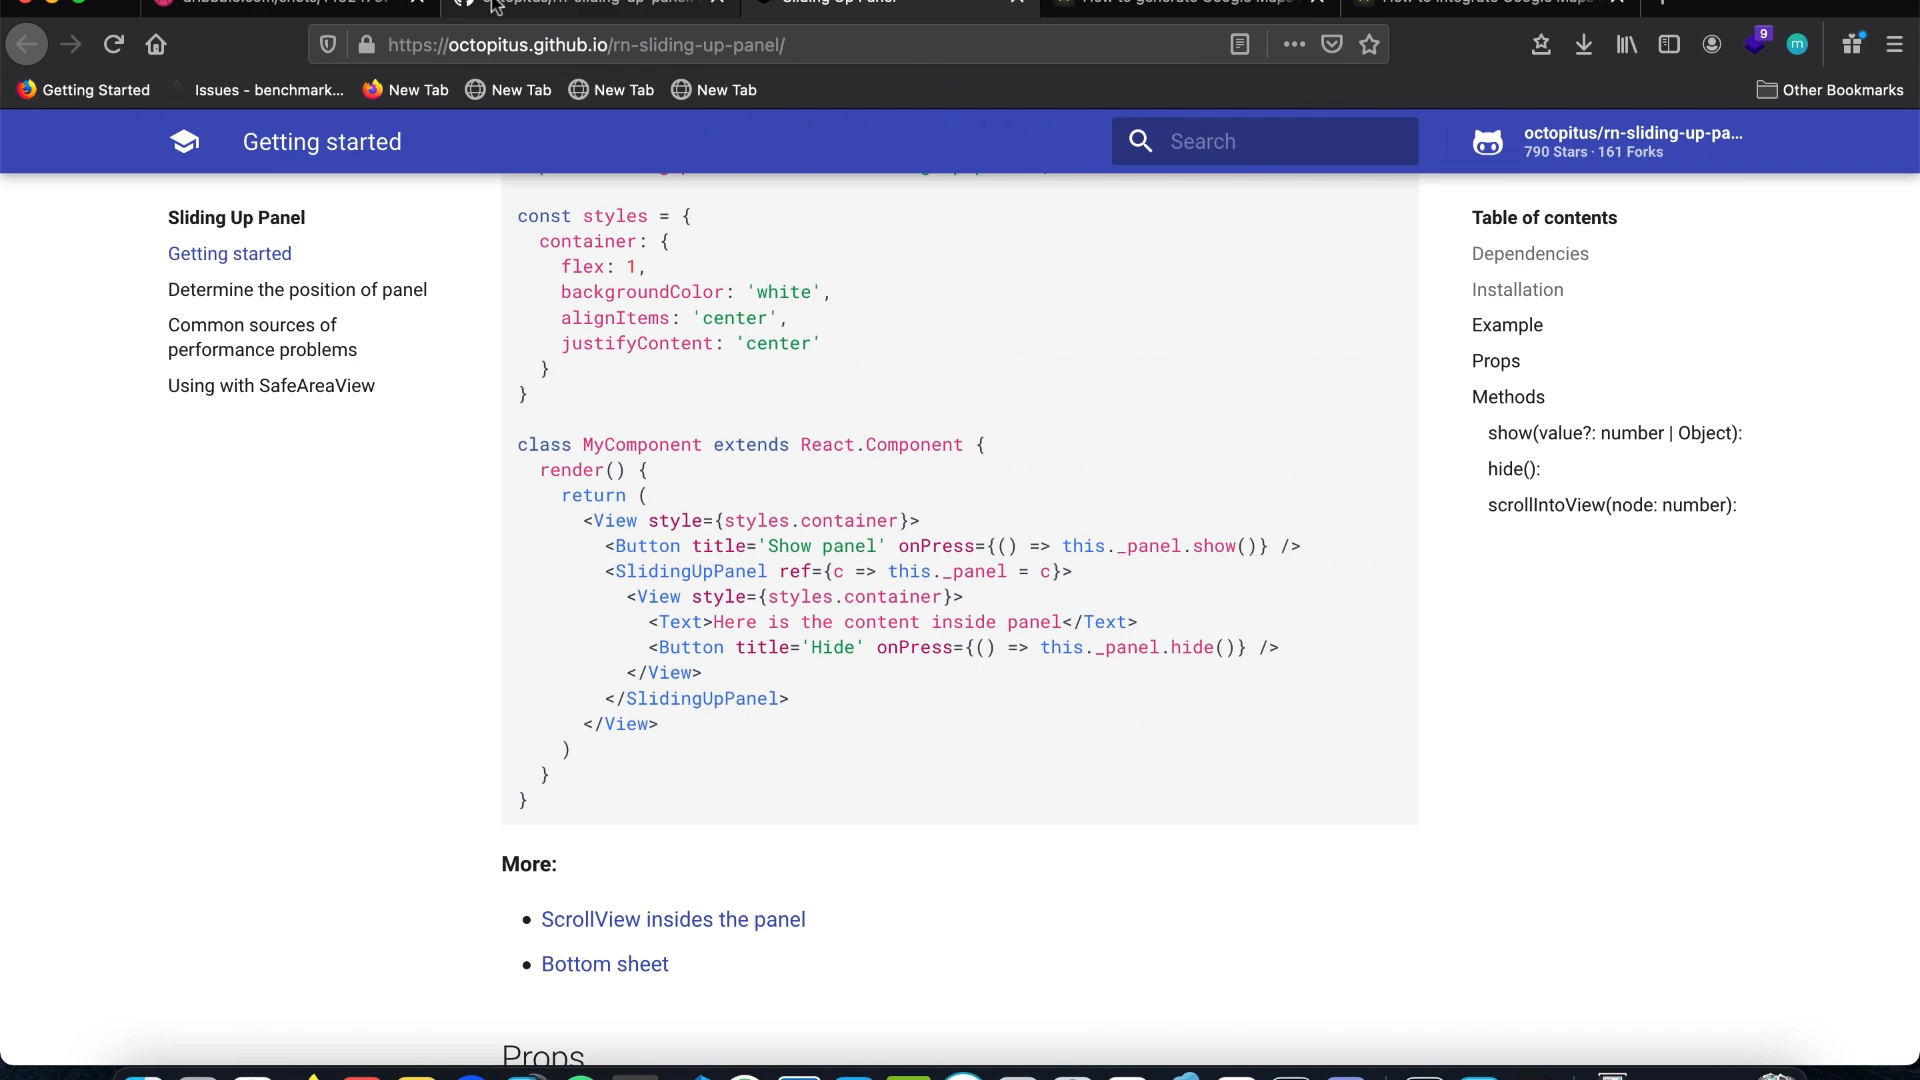 Sliding Up Panel
https://octopitus.github.io/rn-sliding-up-panel/
9
m
Getting Started
Issues - benchmark...
New Tab
New Tab
New Tab
New Tab
Other Bookmarks
Getting started
Search
octopitus/rn-sliding-up-pa...
790 Stars · 161 Forks
Sliding Up Panel
Getting started
Determine the position of panel
Common sources of
performance problems
Using with SafeAreaView
const styles = {
container: {
flex: 1,
backgroundColor: 'white',
alignItems: 'center',
justifyContent: 'center'
}
}
class MyComponent extends React.Component {
render() {
return (
<View style={styles.container}>
<Button title='Show panel' onPress={() => this._panel.show()} />
<SlidingUpPanel ref={c => this._panel = c}>
<View style={styles.container}>
<Text>Here is the content inside panel</Text>
<Button title='Hide' onPress={() => this._panel.hide()} />
</View>
</SlidingUpPanel>
</View>
)
}
}
More:
ScrollView insides the panel
Bottom sheet
Props
Table of contents
Dependencies
Installation
Example
Props
Methods
show(value?: number | Object):
hide():
scrollIntoView(node: number):